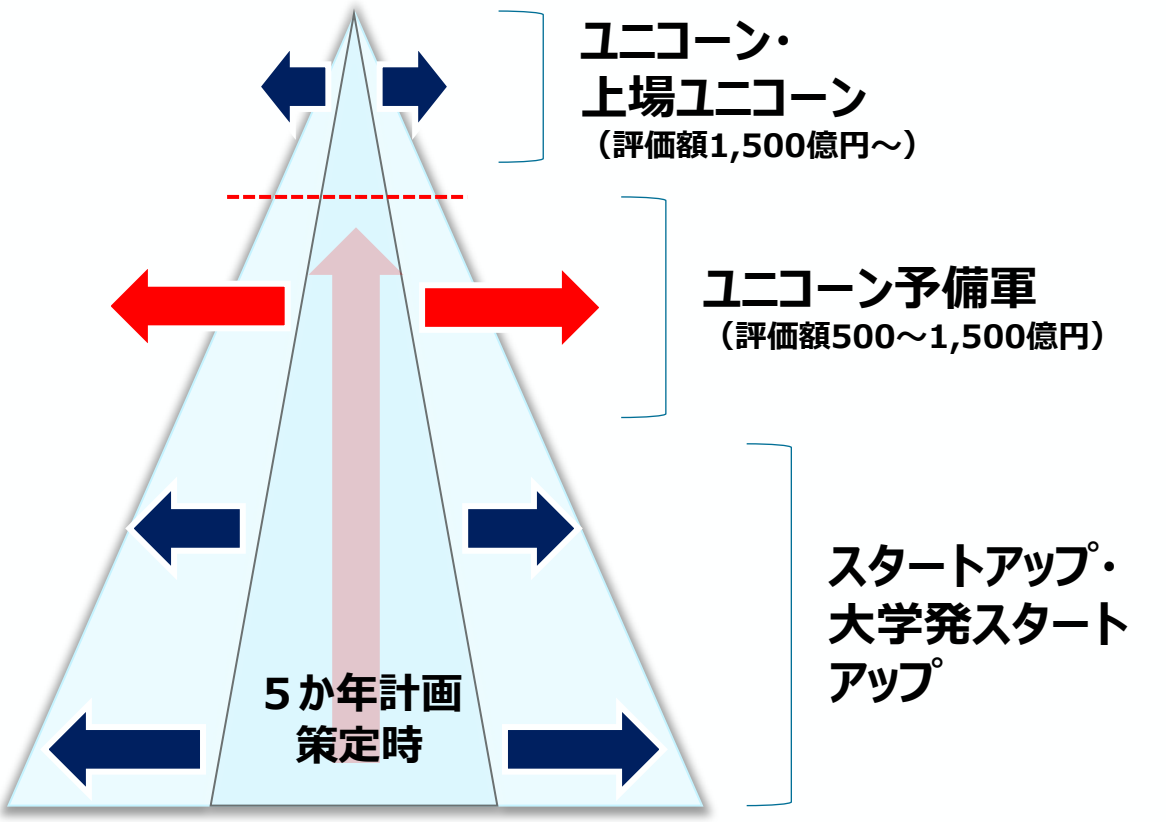 ユニコーン・
上場ユニコーン
（評価額1,500億円～）
ユニコーン予備軍
（評価額500～1,500億円）
スタートアップ・
大学発スタート
アップ
５か年計画
策定時